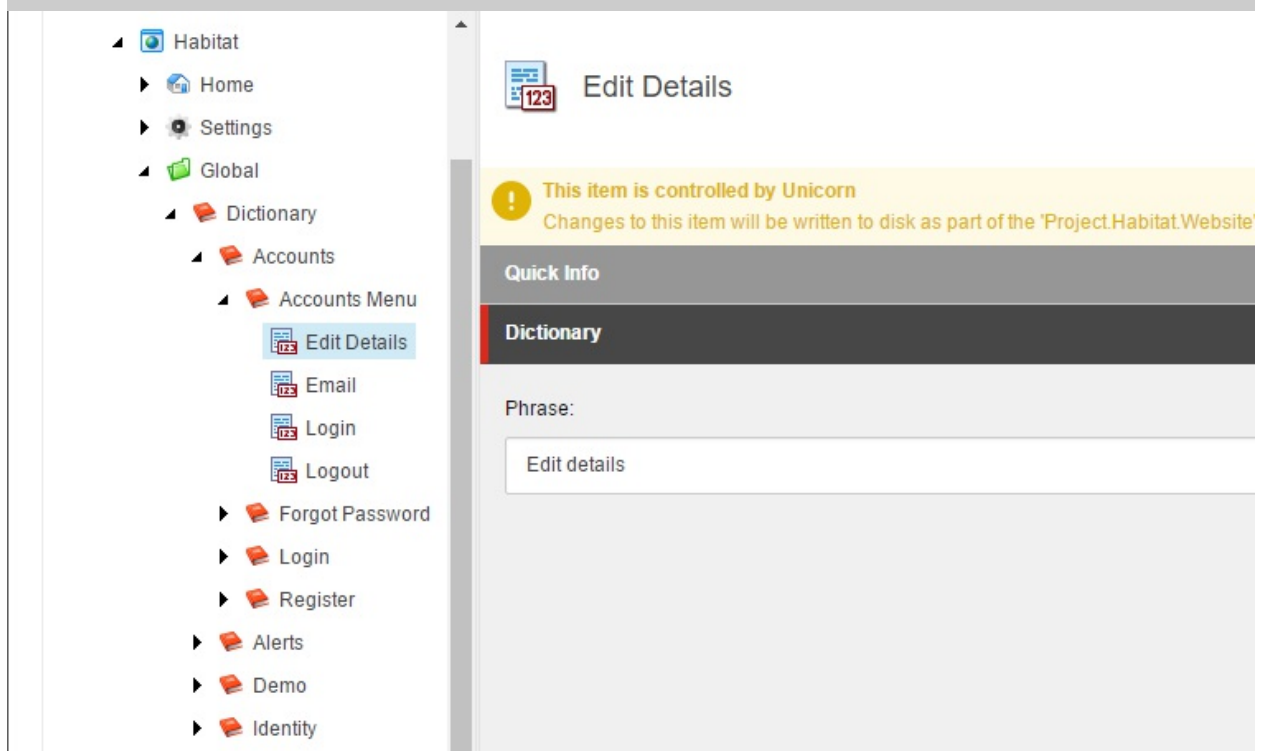 Habitat
Home
Settings
Global
Dictionary
Accounts
Accounts Menu
Edit Details
Email
Login
Logout
Forgot Password
Login
Register
Alerts
Demo
Identity
123
Edit Details
!
This item is controlled by Unicorn
Changes to this item will be written to disk as part of the 'Project.Habitat.Website'
Quick Info
Dictionary
Phrase:
Edit details